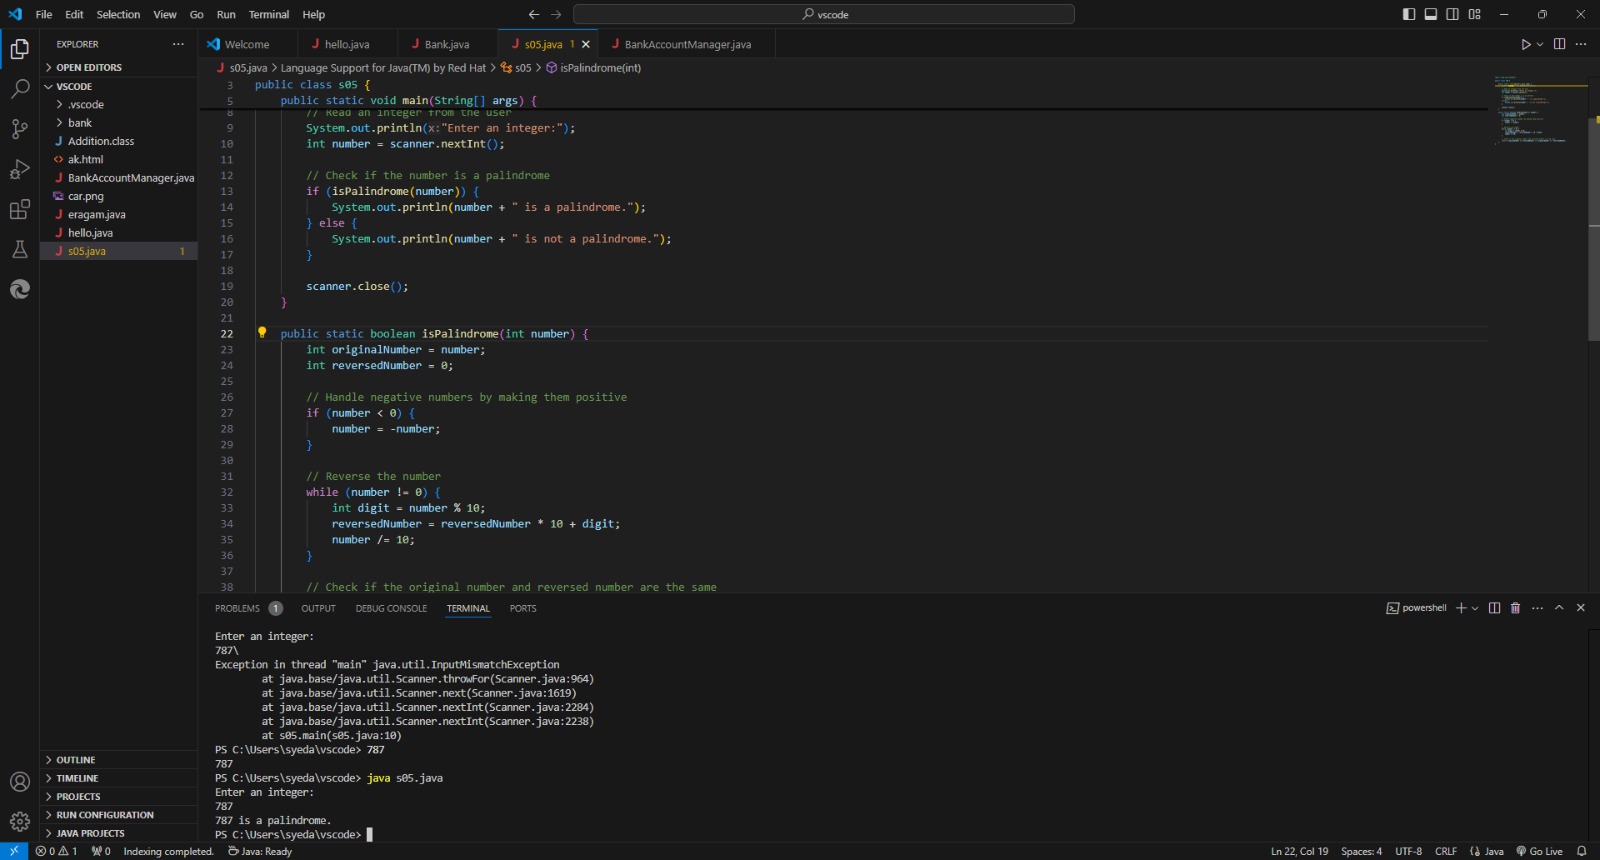 File Edit Selection View Go Run Terminal Help
vscode
EXPLORER
OPEN EDITORS
VSCODE
.vscode
bank
Addition.class
ak.html
BankAccountManager.java
car.png
eragam.java
hello.java
s05.java 1
OUTLINE
TIMELINE
PROJECTS
RUN CONFIGURATION
JAVA PROJECTS
Welcome hello.java Bank.java s05.java 1 BankAccountManager.java
s05.java > Language Support for Java(TM) by Red Hat > s05 > isPalindrome(int)
3 public class s05 {
5 public static void main(String[] args) {
8 // Read an integer from the user
9 System.out.println(x:"Enter an integer:");
10 int number = scanner.nextInt();
11
12 // Check if the number is a palindrome
13 if (isPalindrome(number)) {
14 System.out.println(number + " is a palindrome.");
15 } else {
16 System.out.println(number + " is not a palindrome.");
17 }
18
19 scanner.close();
20 }
21
22 public static boolean isPalindrome(int number) {
23 int originalNumber = number;
24 int reversedNumber = 0;
25
26 // Handle negative numbers by making them positive
27 if (number < 0) {
28 number = -number;
29 }
30
31 // Reverse the number
32 while (number != 0) {
33 int digit = number % 10;
34 reversedNumber = reversedNumber * 10 + digit;
35 number /= 10;
36 }
37
38 // Check if the original number and reversed number are the same
PROBLEMS 1 OUTPUT DEBUG CONSOLE TERMINAL PORTS
powershell
Enter an integer:
787\
Exception in thread "main" java.util.InputMismatchException
at java.base/java.util.Scanner.throwFor(Scanner.java:964)
at java.base/java.util.Scanner.next(Scanner.java:1619)
at java.base/java.util.Scanner.nextInt(Scanner.java:2284)
at java.base/java.util.Scanner.nextInt(Scanner.java:2238)
at s05.main(s05.java:10)
PS C:\Users\syeda\vscode> 787
787
PS C:\Users\syeda\vscode> java s05.java
Enter an integer:
787
787 is a palindrome.
PS C:\Users\syeda\vscode>
0 1 0 Indexing completed. Java: Ready
Ln 22, Col 19 Spaces: 4 UTF-8 CRLF Java Go Live